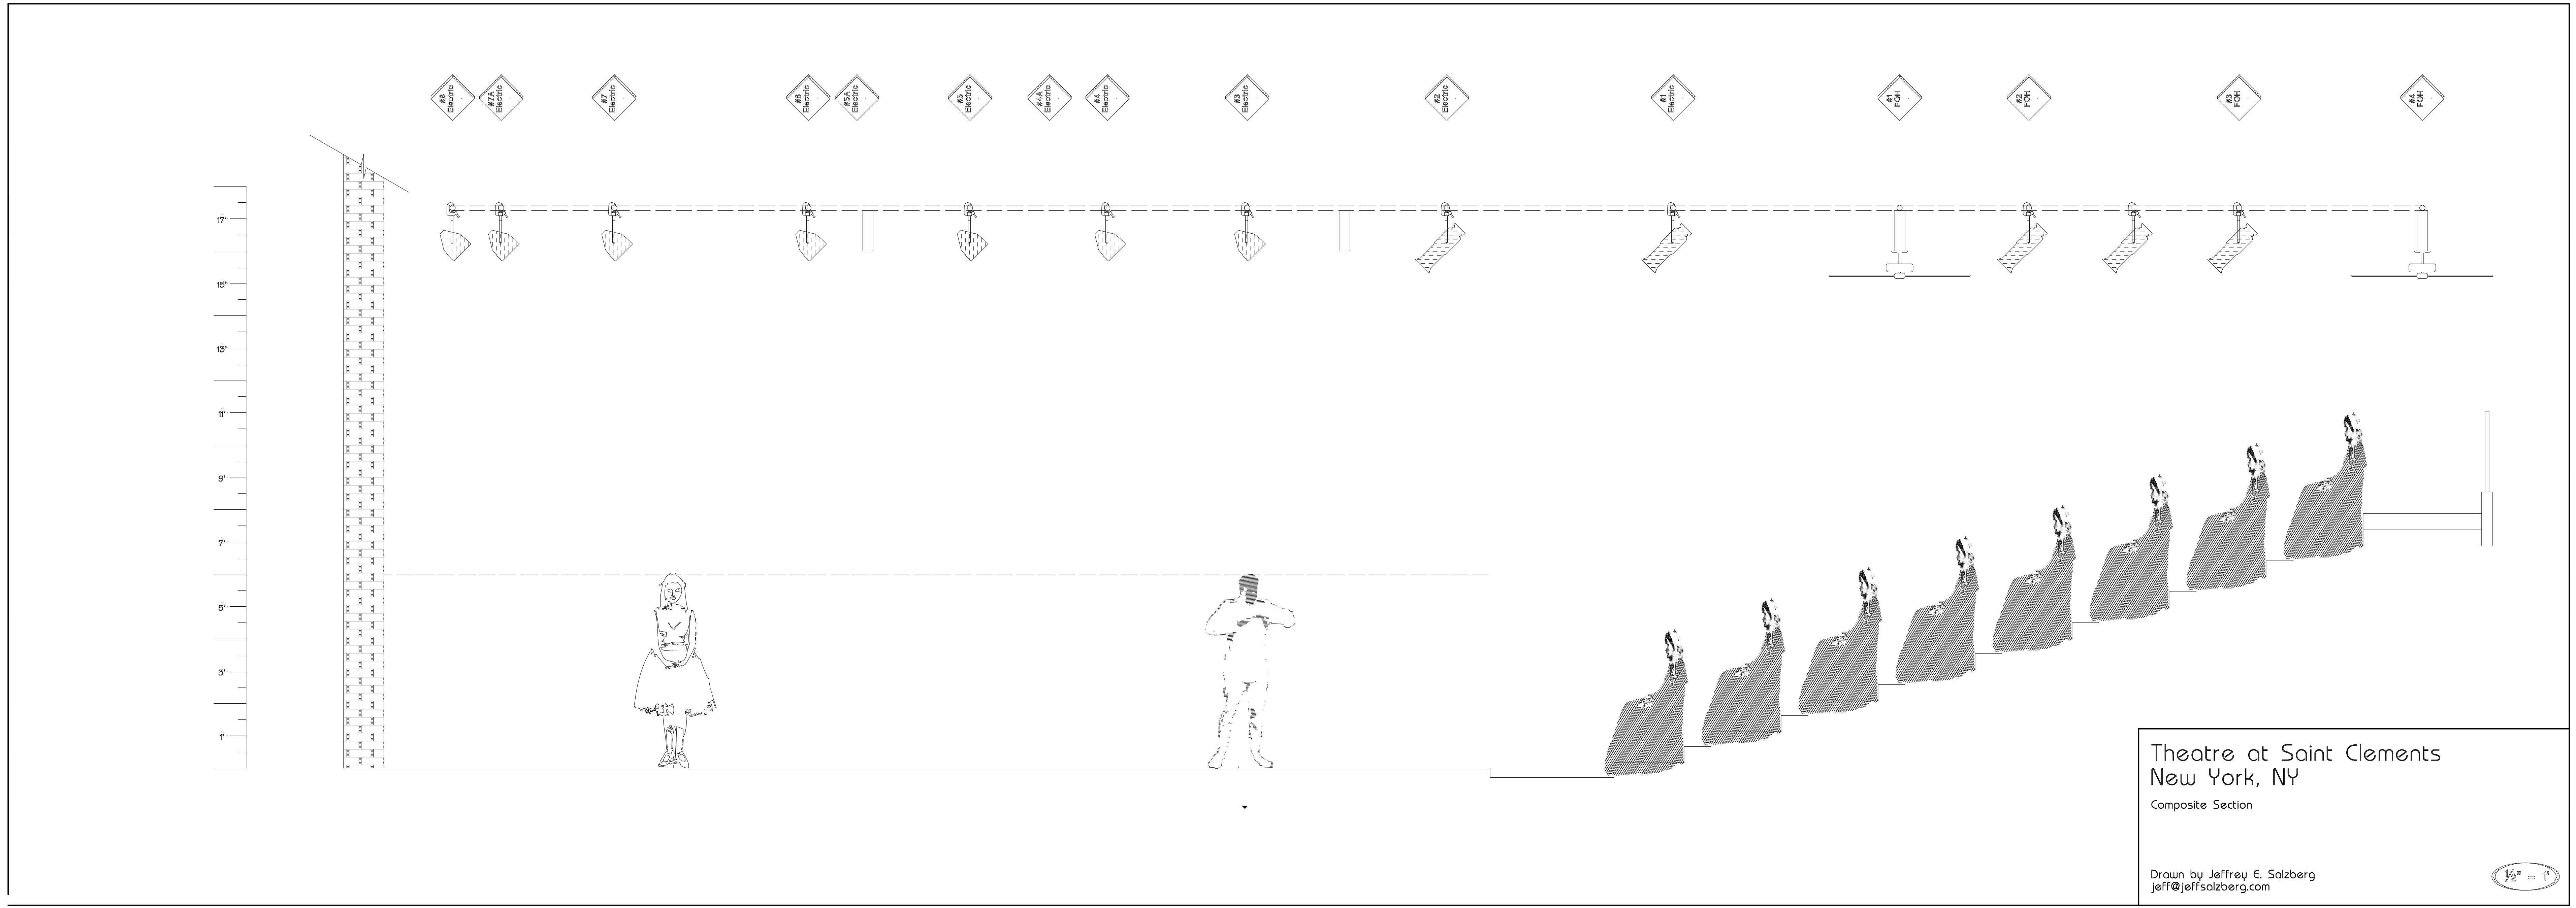 #8
Electric
#7A
Electric
#7
Electric
#6
Electric
#5A
Electric
#5
Electric
#4A
Electric
#4
Electric
#3
Electric
#2
Electric
#1
Electric
#1
FOH
#2
FOH
#3
FOH
#4
FOH
17'
15'
13'
11'
9'
7'
5'
3'
1'
Theatre at Saint Clements
New York, NY
Composite Section
Drawn by Jeffrey E. Salzberg
jeff@jeffsalzberg.com
½" = 1'